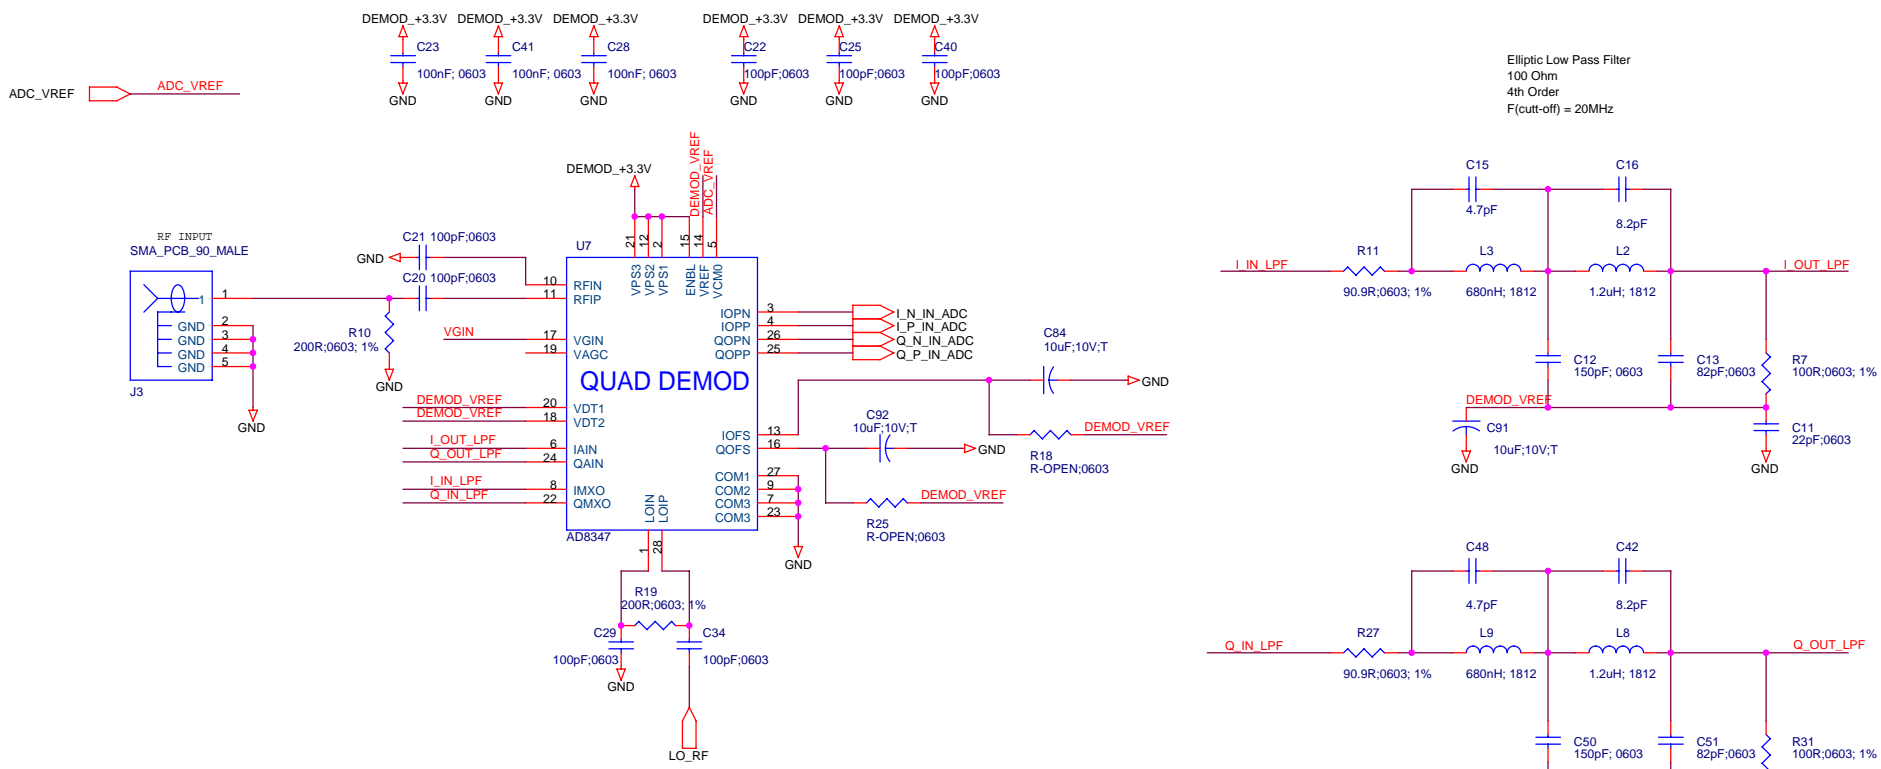 DEMOD_+3.3V DEMOD_+3.3V DEMOD_+3.3V DEMOD_+3.3V DEMOD_+3.3V DEMOD_+3.3V
C23 C41 C28 C22 C25 C40
100nF; 0603 100nF; 0603 100nF; 0603 100pF;0603 100pF;0603 100pF;0603
GND GND GND GND GND GND
ADC_VREF ADC_VREF
Elliptic Low Pass Filter
100 Ohm
4th Order
F(cutt-off) = 20MHz
DEMOD_+3.3V
DEMOD_VREF
ADC_VREF
21 12 2 15 14 5
U7
VPS3 VPS2 VPS1 ENBL VREF VCM0
RF INPUT
SMA_PCB_90_MALE
1 1
GND 2
GND 3
GND 4
GND 5
J3
GND
C21 100pF;0603
GND
C20 100pF;0603
R10
200R;0603; 1%
GND
10 RFIN
11 RFIP
VGIN 17 VGIN
19 VAGC
QUAD DEMOD
DEMOD_VREF 20 VDT1
DEMOD_VREF 18 VDT2
I_OUT_LPF 6 IAIN
Q_OUT_LPF 24 QAIN
I_IN_LPF 8 IMXO
Q_IN_LPF 22 QMXO
IOPN 3 I_N_IN_ADC
IOPP 4 I_P_IN_ADC
QOPN 26 Q_N_IN_ADC
QOPP 25 Q_P_IN_ADC
C84
10uF;10V;T
GND
C92
10uF;10V;T
IOFS 13
QOFS 16
GND
R18
R-OPEN;0603
DEMOD_VREF
COM1 27
COM2 9
COM3 7
COM3 23
GND
DEMOD_VREF
R25
R-OPEN;0603
LOIN LOIP
AD8347
1 28
R19
200R;0603; 1%
C29 C34
100pF;0603 100pF;0603
GND
LO_RF
C15 C16
4.7pF 8.2pF
R11 L3 L2
I_IN_LPF I_OUT_LPF
90.9R;0603; 1% 680nH; 1812 1.2uH; 1812
C12 C13 R7
150pF; 0603 82pF;0603 100R;0603; 1%
DEMOD_VREF
C91 C11
10uF;10V;T 22pF;0603
GND GND
C48 C42
4.7pF 8.2pF
R27 L9 L8
Q_IN_LPF Q_OUT_LPF
90.9R;0603; 1% 680nH; 1812 1.2uH; 1812
C50 C51 R31
150pF; 0603 82pF;0603 100R;0603; 1%